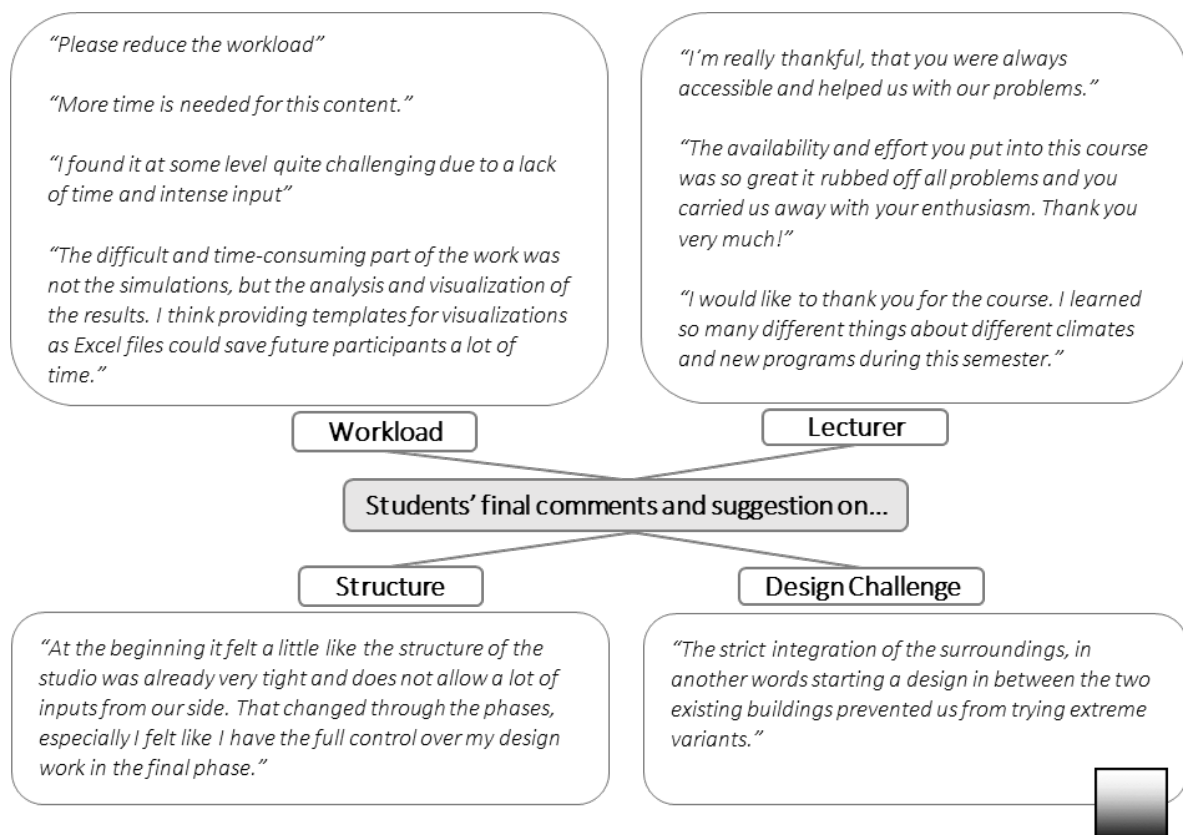 “Please reduce the workload”
“More time is needed for this content.”
“I found it at some level quite challenging due to a lack
of time and intense input”
“The difficult and time-consuming part of the work was
not the simulations, but the analysis and visualization of
the results. I think providing templates for visualizations
as Excel files could save future participants a lot of
time.”
Workload
“I´m really thankful, that you were always
accessible and helped us with our problems.”
“The availability and effort you put into this course
was so great it rubbed off all problems and you
carried us away with your enthusiasm. Thank you
very much!”
“I would like to thank you for the course. I learned
so many different things about different climates
and new programs during this semester.”
Lecturer
Students’ final comments and suggestion on...
Structure
“At the beginning it felt a little like the structure of the
studio was already very tight and does not allow a lot of
inputs from our side. That changed through the phases,
especially I felt like I have the full control over my design
work in the final phase.”
Design Challenge
“The strict integration of the surroundings, in
another words starting a design in between the two
existing buildings prevented us from trying extreme
variants.”